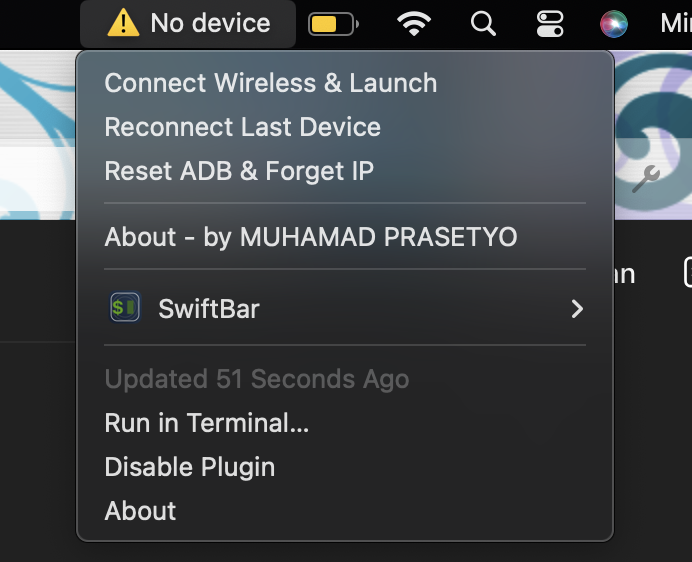 No device
Mi
Connect Wireless & Launch
Reconnect Last Device
Reset ADB & Forget IP
About - by MUHAMAD PRASETYO
$
SwiftBar
Updated 51 Seconds Ago
Run in Terminal...
Disable Plugin
About